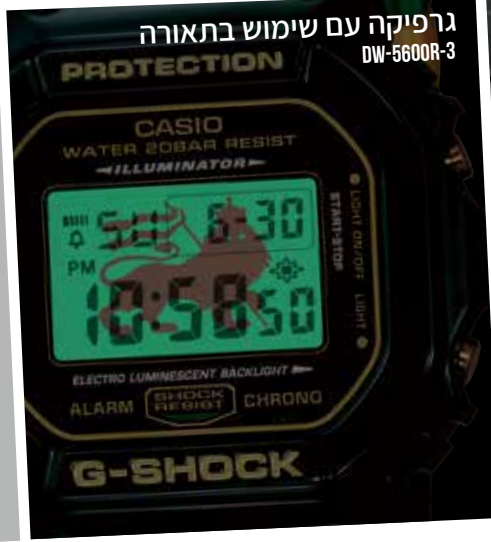 גרפיקה עם שימוש בתאורה
DW-5600R-3
PROTECTION
CASIO
WATER 20BAR RESIST
ILLUMINATOR
SUN 6-30
PM
10:58 50
START-STOP
LIGHT ON/OFF LIGHT
ELECTRO LUMINESCENT BACKLIGHT
ALARM SHOCK RESIST CHRONO
G-SHOCK